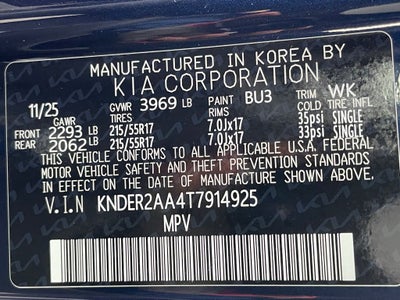 MANUFACTURED IN KOREA BY
KIA CORPORATION
11/25 GVWR 3969 LB PAINT BU3 TRIM WK
GAWR TIRES RIMS COLD TIRE INFL
FRONT 2293 LB 215/55R17 7.0Jx17 35psi SINGLE
REAR 2062 LB 215/55R17 7.0Jx17 33psi SINGLE
THIS VEHICLE CONFORMS TO ALL APPLICABLE U.S.A. FEDERAL
MOTOR VEHICLE SAFETY AND THEFT PREVENTION STANDARDS
IN EFFECT ON THE DATE OF MANUFACTURE SHOWN ABOVE.
V.I.N KNDER2AA4T7914925
MPV